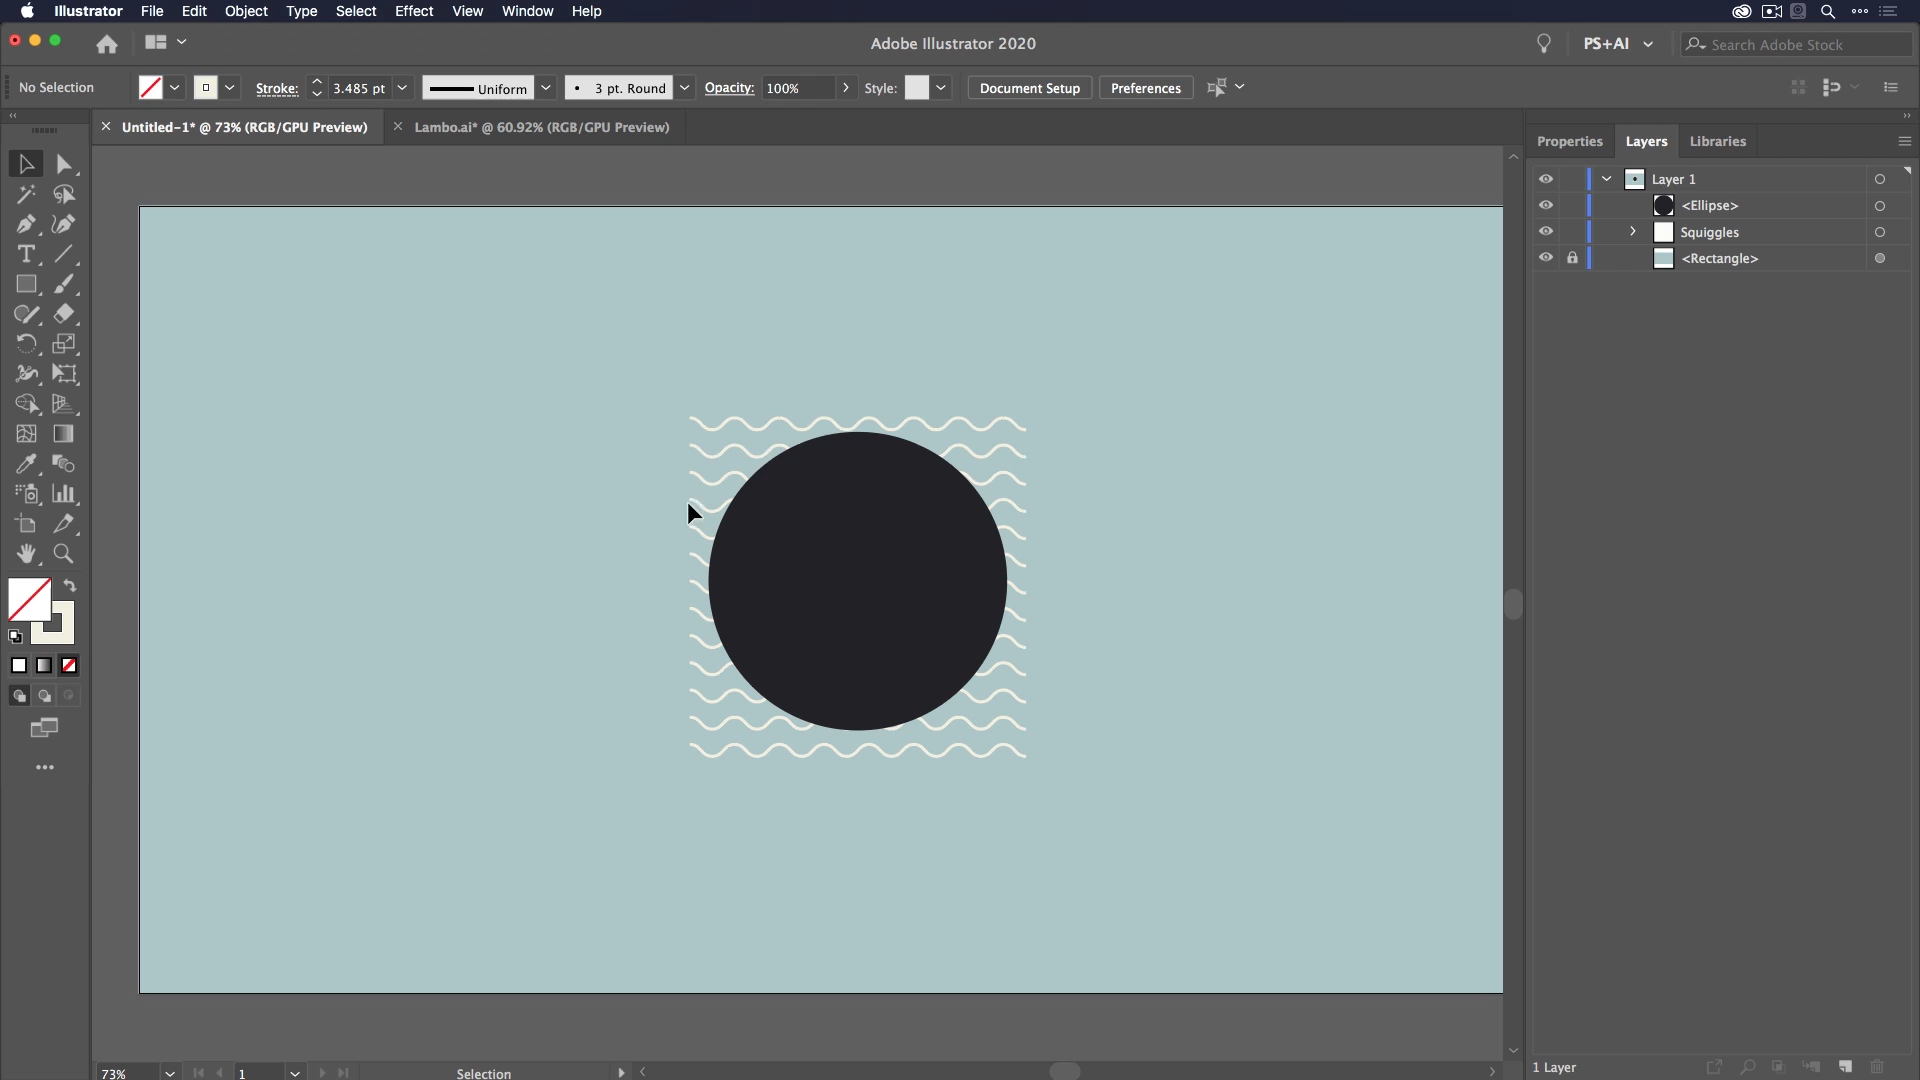 Illustrator File Edit Object Type Select Effect View Window Help
Adobe Illustrator 2020
PS+AI
Search Adobe Stock
No Selection
Stroke:
3.485 pt
Uniform
3 pt. Round
Opacity:
100%
Style:
Document Setup
Preferences
Untitled-1* @ 73% (RGB/GPU Preview)
Lambo.ai* @ 60.92% (RGB/GPU Preview)
Properties
Layers
Libraries
Layer 1
<Ellipse>
Squiggles
<Rectangle>
73%
1
Selection
1 Layer